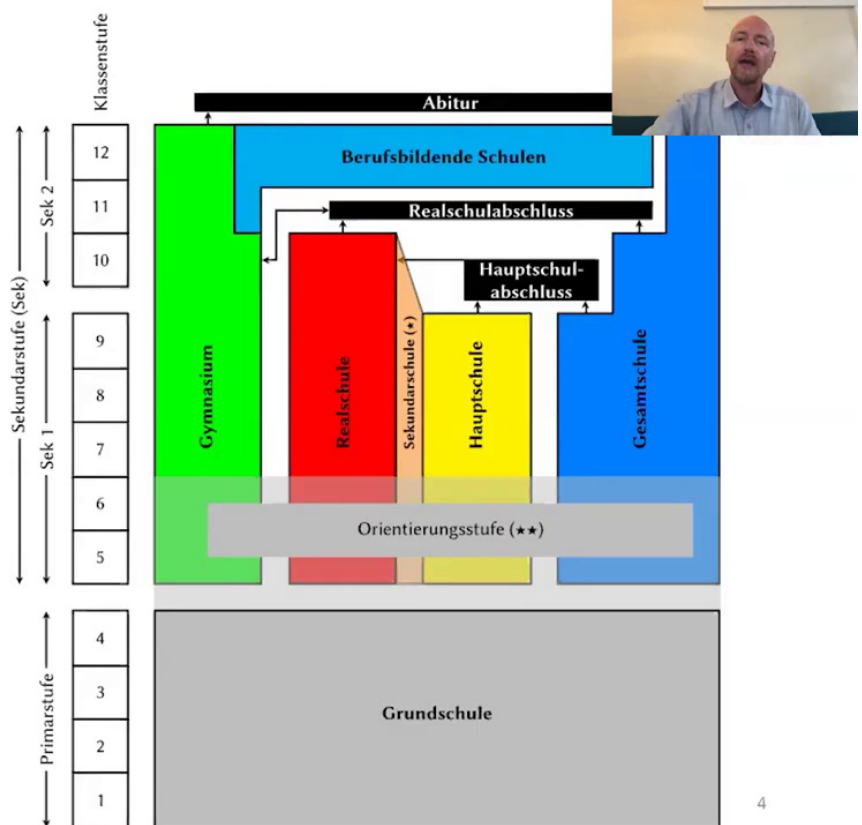 Klassenstufe
Abitur
12
Berufsbildende Schulen
11
Realschulabschluss
10
Hauptschul-
abschluss
Sek 2
Sekundarstufe (Sek)
Sek 1
9
8
7
6
5
Gymnasium
Realschule
Sekundarschule (★)
Hauptschule
Gesamtschule
Orientierungsstufe (★★)
Primarstufe
4
3
2
1
Grundschule
4